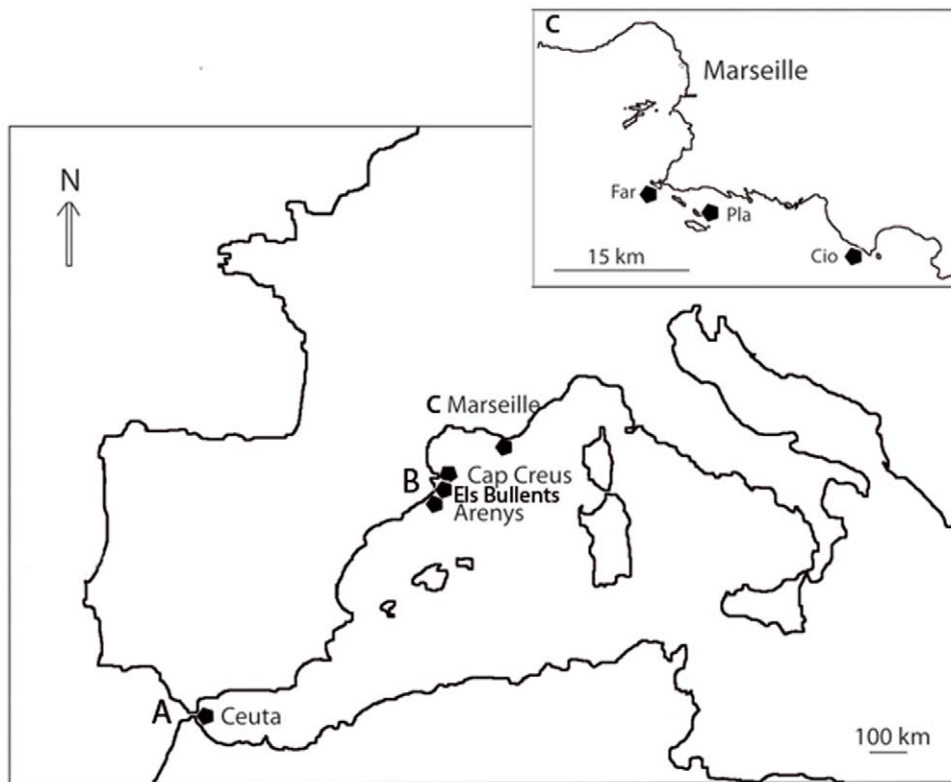 C
Marseille
Far
Pla
Cio
15 km
N
C Marseille
B
Cap Creus
Els Bullents
Arenys
A
Ceuta
100 km